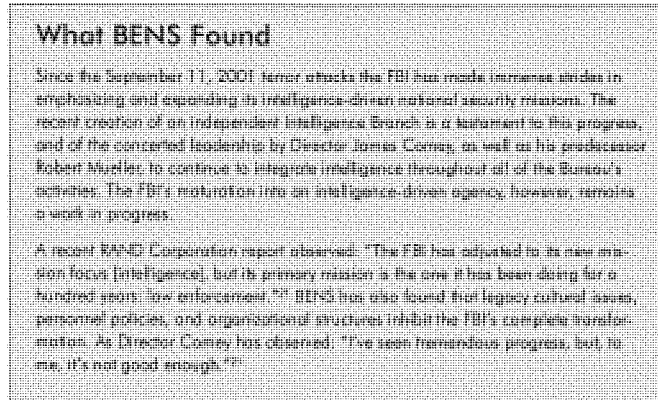 What BENS Found
Since the September 11, 2001 terror attacks the FBI has made immense strides in
emphasizing and expanding its intelligence-driven national security missions. The
recent creation of an independent Intelligence Branch is a testament to this progress,
and of the concerted leadership by Director James Comey, as well as his predecessor
Robert Mueller, to continue to integrate intelligence throughout all of the Bureau's
activities. The FBI's maturation into an intelligence-driven agency, however, remains
a work in progress.
A recent RAND Corporation report observed: "The FBI has adjusted to its new mis-
sion focus [intelligence], but its primary mission is the one it has been doing for a
hundred years: law enforcement." BENS has also found that legacy cultural issues,
personnel policies, and organizational structures inhibit the FBI's complete transfor-
mation. As Director Comey has observed: "I've seen tremendous progress, but, to
me, it's not good enough."